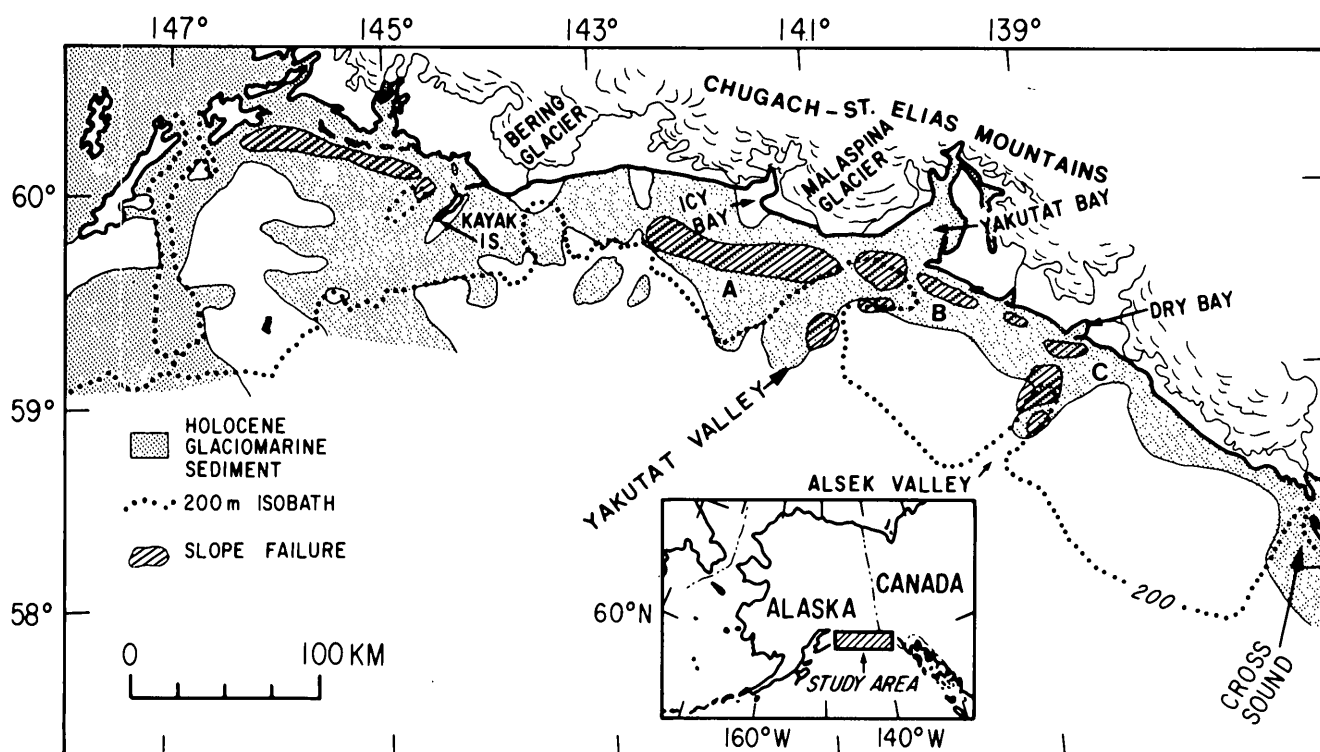 147° 145° 143° 141° 139°
CHUGACH – ST. ELIAS MOUNTAINS
BERING
GLACIER
MALASPINA
GLACIER
60°
ICY
BAY
YAKUTAT BAY
KAYAK
IS.
A
B
DRY BAY
C
59°
YAKUTAT VALLEY
HOLOCENE
GLACIOMARINE
SEDIMENT
200m ISOBATH
SLOPE FAILURE
ALSEK VALLEY
200
58°
CANADA
ALASKA
60°N
STUDY AREA
160°W 140°W
0 100 KM
CROSS
SOUND